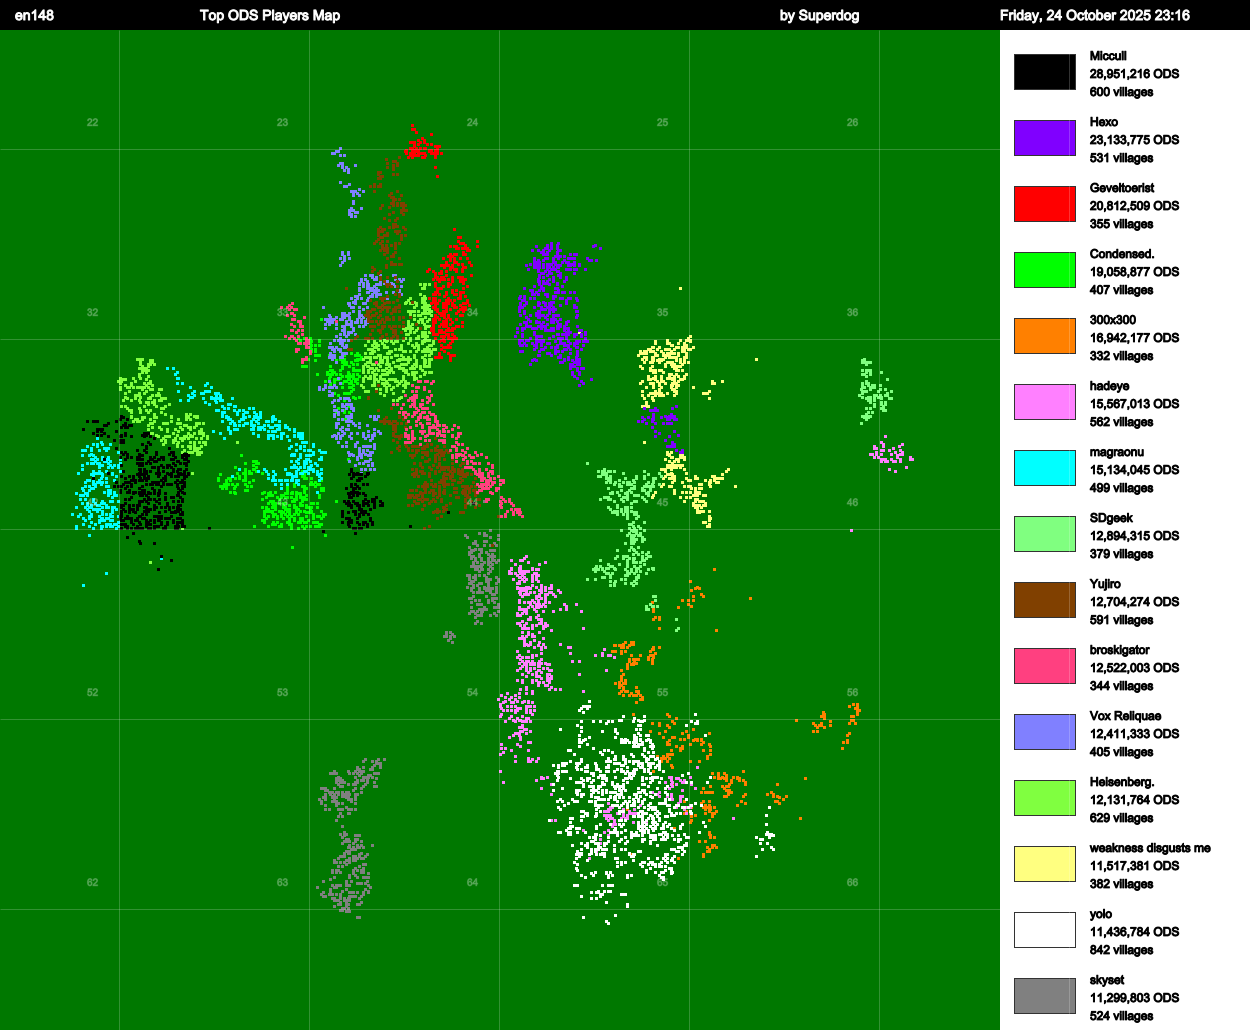 en148 Top ODS Players Map by Superdog Friday, 24 October 2025 23:16
22 23 24 25 26
32 33 34 35 36
41 45 46
52 53 54 55 56
62 63 64 65 66
Miccull
28,951,216 ODS
600 villages
Hexo
23,133,775 ODS
531 villages
Geveltoerist
20,812,509 ODS
355 villages
Condensed.
19,058,877 ODS
407 villages
300x300
16,942,177 ODS
332 villages
hadeye
15,567,013 ODS
562 villages
magraonu
15,134,045 ODS
499 villages
SDgeek
12,894,315 ODS
379 villages
Yujiro
12,704,274 ODS
591 villages
broskigator
12,522,003 ODS
344 villages
Vox Reliquae
12,411,333 ODS
405 villages
Heisenberg.
12,131,764 ODS
629 villages
weakness disgusts me
11,517,381 ODS
382 villages
yolo
11,436,784 ODS
842 villages
skyset
11,299,803 ODS
524 villages